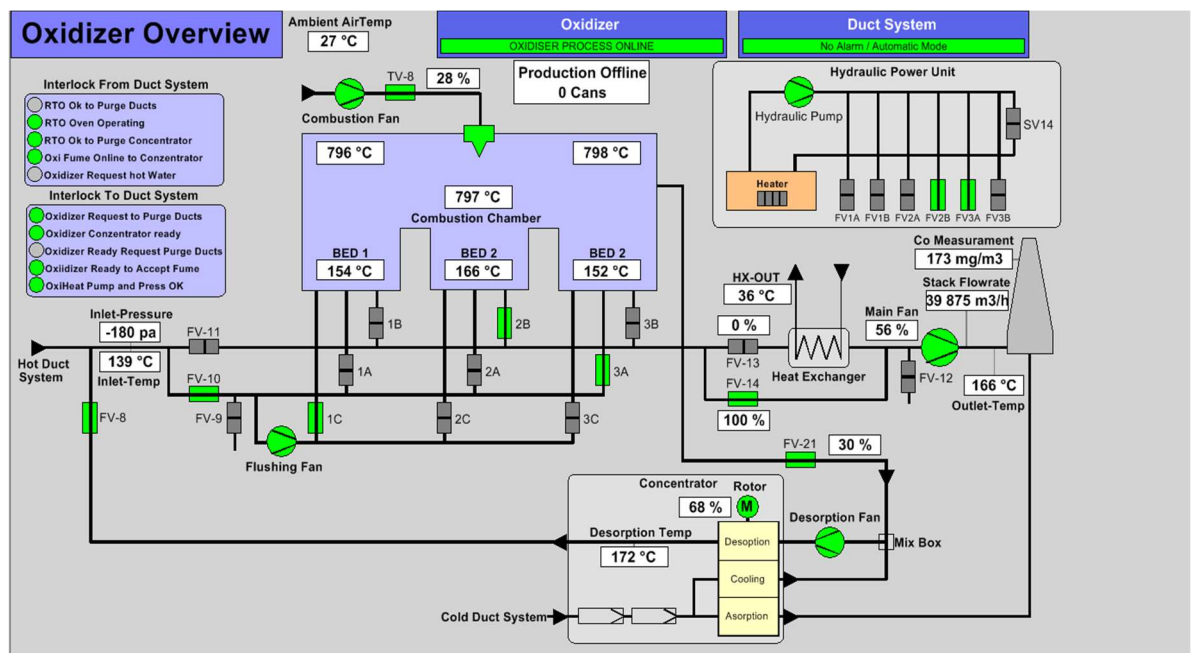 Oxidizer Overview
Ambient AirTemp
27 °C
Oxidizer
OXIDISER PROCESS ONLINE
Duct System
No Alarm / Automatic Mode
Production Offline
0 Cans
Interlock From Duct System
RTO Ok to Purge Ducts
RTO Oven Operating
RTO Ok to Purge Concentrator
Oxi Fume Online to Conzentrator
Oxidizer Request hot Water
Interlock To Duct System
Oxidizer Request to Purge Ducts
Oxidizer Conzentrator ready
Oxidizer Ready Request Purge Ducts
Oxiidizer Ready to Accept Fume
OxiHeat Pump and Press OK
TV-8
28 %
Combustion Fan
796 °C
798 °C
797 °C
Combustion Chamber
BED 1
154 °C
BED 2
166 °C
BED 2
152 °C
Hydraulic Power Unit
Hydraulic Pump
SV14
Heater
FV1A
FV1B
FV2A
FV2B
FV3A
FV3B
Co Measurament
173 mg/m3
Stack Flowrate
39 875 m3/h
HX-OUT
36 °C
Main Fan
56 %
Inlet-Pressure
-180 pa
139 °C
Inlet-Temp
Hot Duct
System
FV-11
FV-10
FV-9
FV-8
1B
2B
3B
1A
2A
3A
1C
2C
3C
Flushing Fan
0 %
FV-13
FV-14
100 %
Heat Exchanger
FV-12
166 °C
Outlet-Temp
FV-21
30 %
Concentrator
Rotor
68 %
M
Desorption Temp
172 °C
Desoption
Cooling
Asorption
Desorption Fan
Mix Box
Cold Duct System